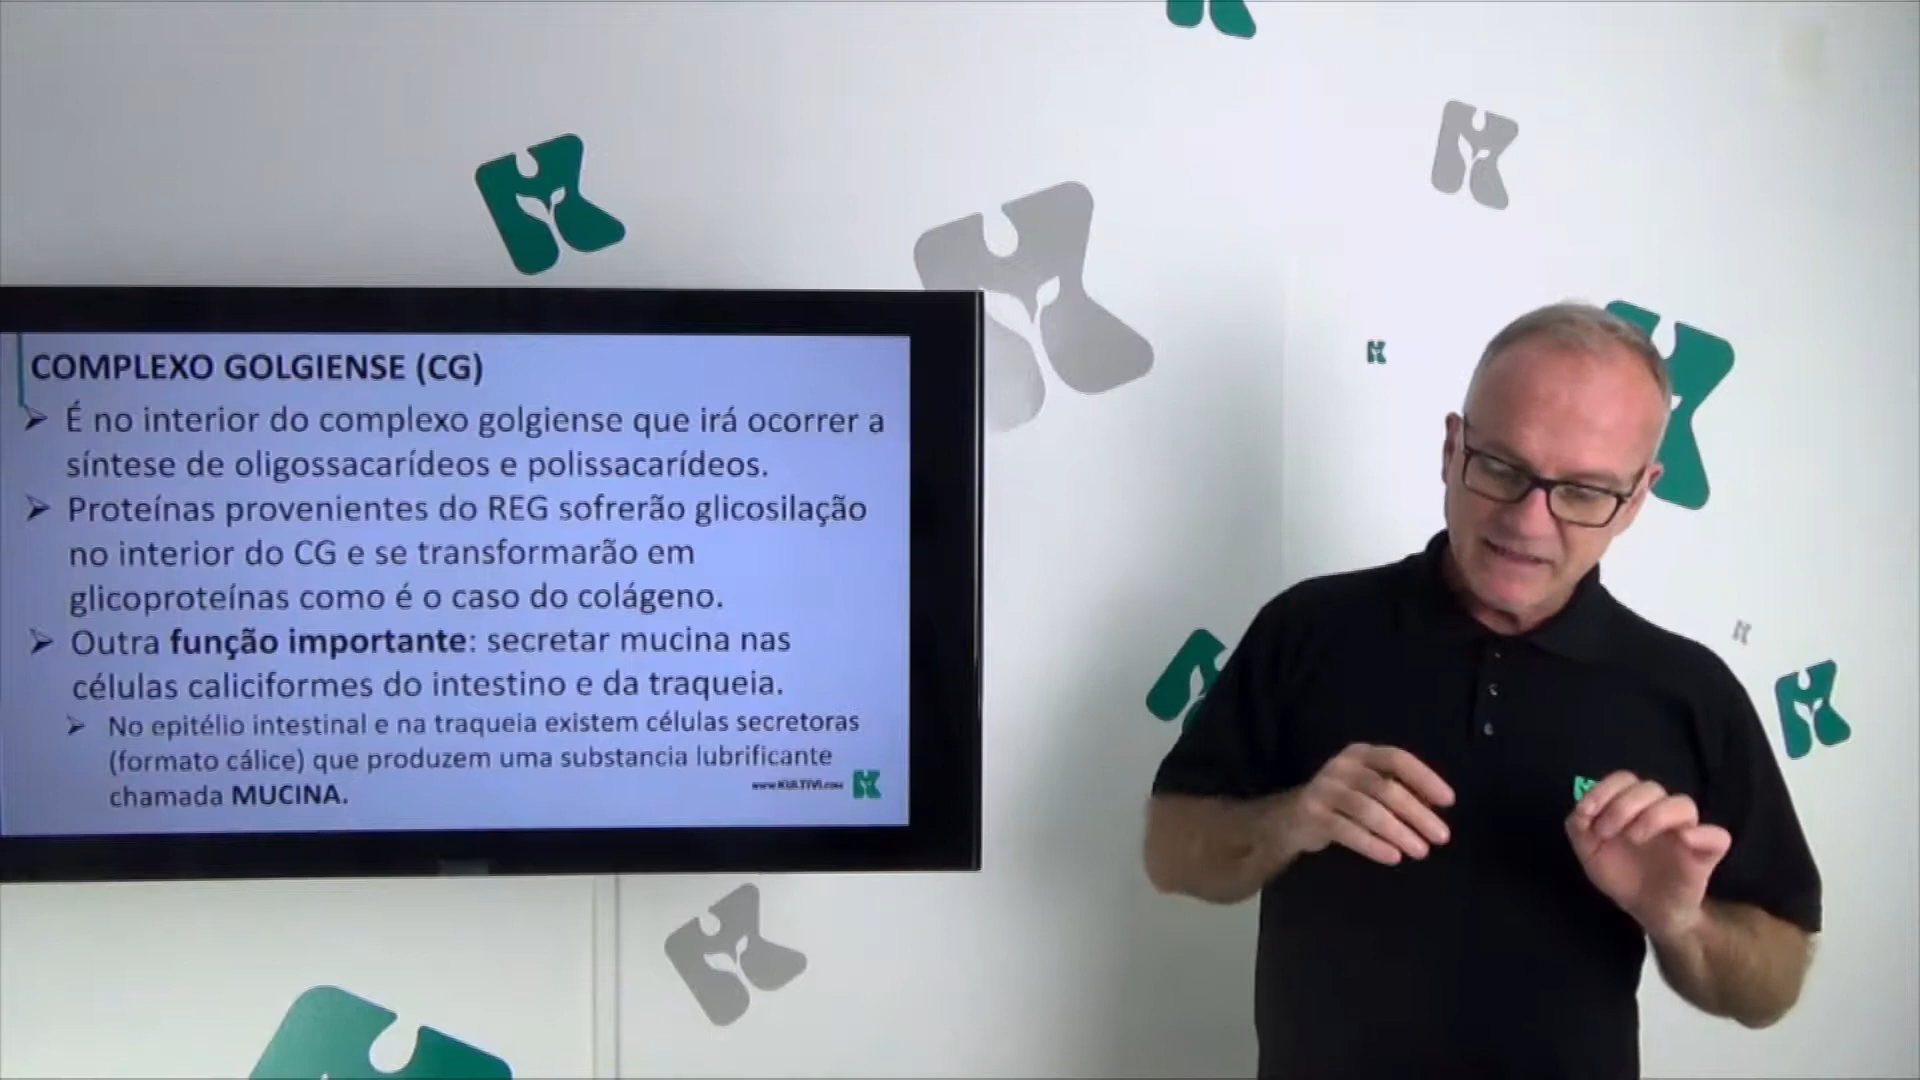 COMPLEXO GOLGIENSE (CG)
➤ É no interior do complexo golgiense que irá ocorrer a
síntese de oligossacarídeos e polissacarídeos.
➤ Proteínas provenientes do REG sofrerão glicosilação
no interior do CG e se transformarão em
glicoproteínas como é o caso do colágeno.
➤ Outra função importante: secretar mucina nas
células caliciformes do intestino e da traqueia.
➤ No epitélio intestinal e na traqueia existem células secretoras
(formato cálice) que produzem uma substancia lubrificante
chamada MUCINA.
www.KULTIVI.com